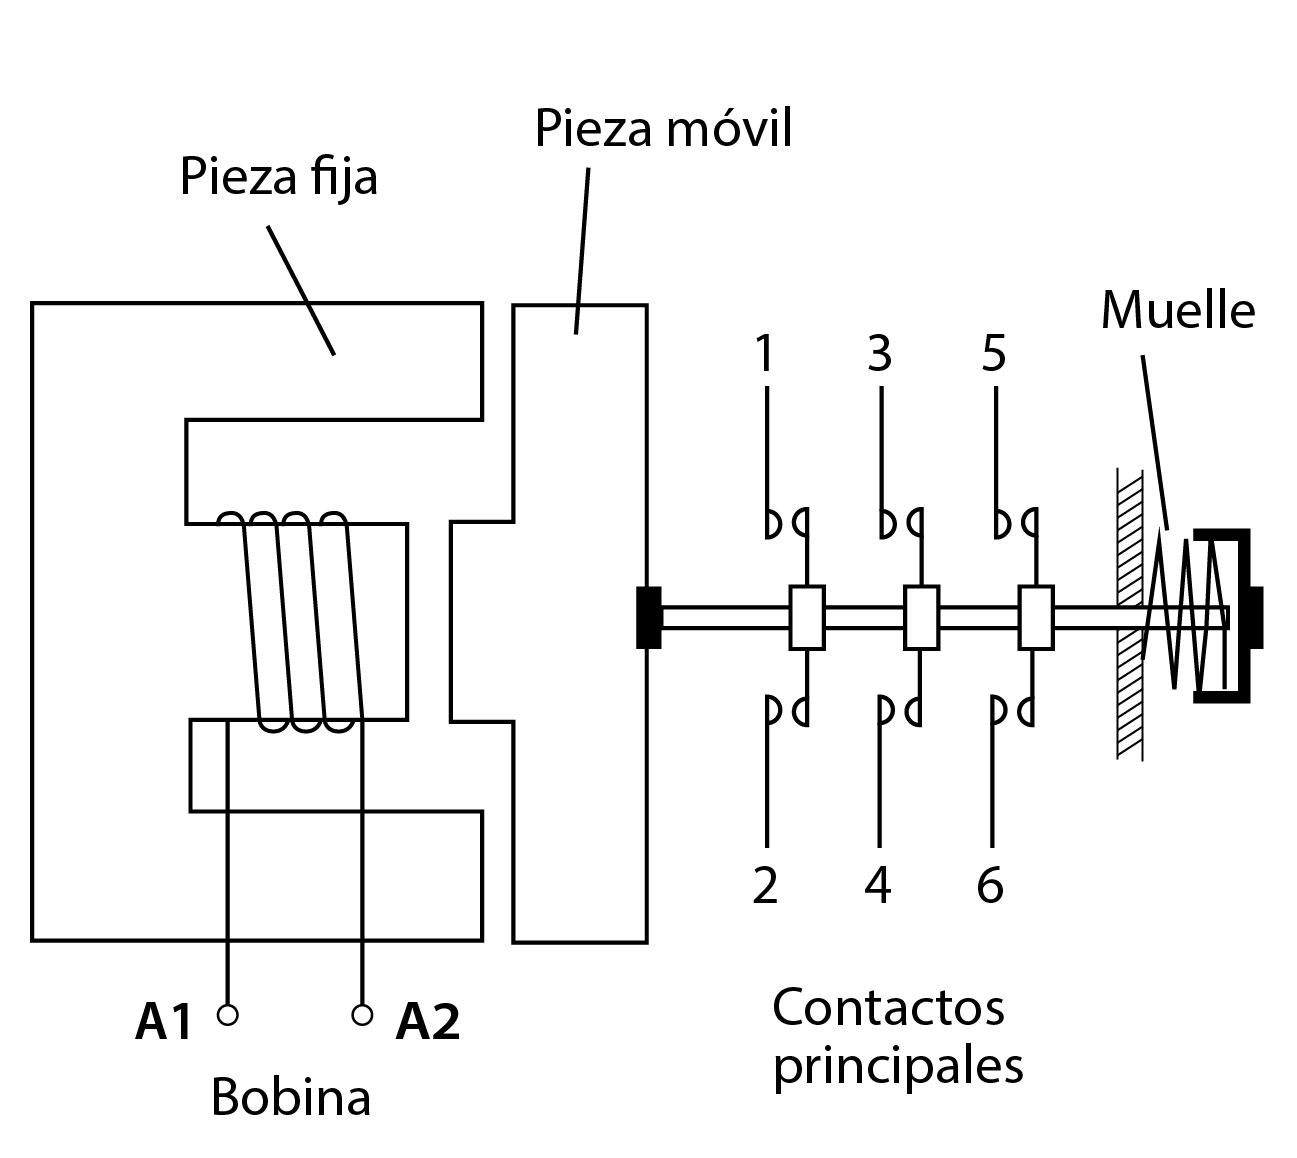 Pieza móvil
Pieza fija
Muelle
1 3 5
2 4 6
Contactos
principales
A1 A2
Bobina